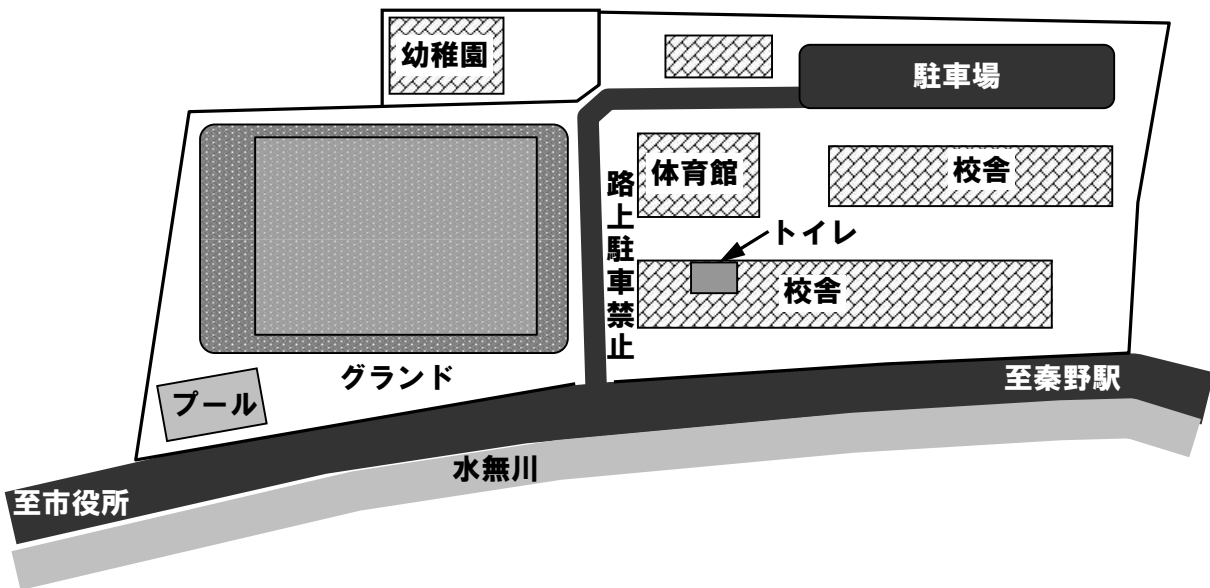 幼稚園
駐車場
体育館
校舎
路上駐車禁止
トイレ
校舎
グランド
至秦野駅
プール
水無川
至市役所